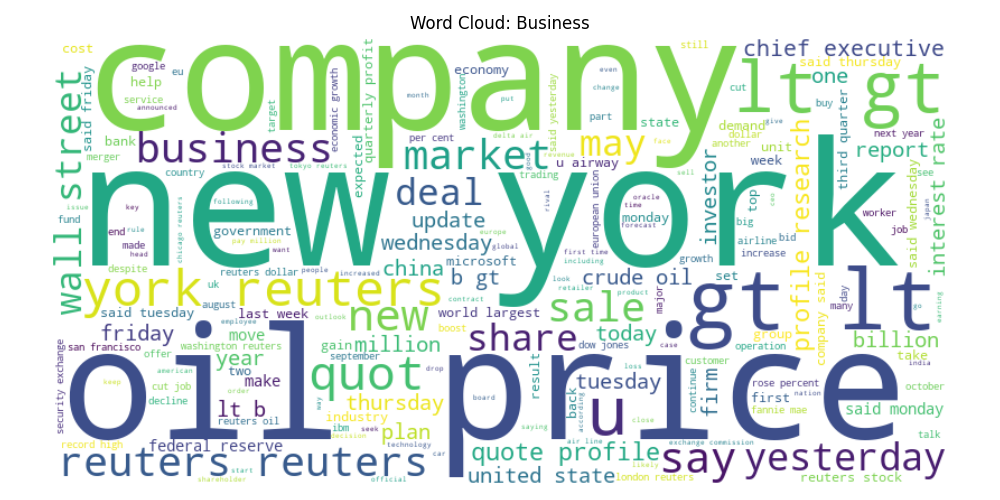 Word Cloud: Business
cost google eu help service announced said friday wall street
company still chief executive said thursday
lt gt one buy cut
target economic growth quarterly profit month economy washington put said yesterday even change part state demand dollar another give unit
bank merger business stock market tokyo reuters country expected per cent market delta air good revenue trading u airway may face sell
third quarter next year report see job worker said wednesday japan interest rate
new york
issue fund key end rule made head despite chicago reuters following government pay million want
deal update wednesday europe global microsoft b gt rival first time including european union oracle time forecast monday major investor week top big airline bid increase growth set ceo profile research
york reuters uk reuters dollar people increased china crude oil look retailer product
gt lt day many go india earning
said tuesday august last week new contract world largest sale
friday employee move outlook gain million boost share dow jones today case group company said billion take
security exchange san francisco washington reuters offer american year two september drop result loss operation customer
oil price
keep cut job decline make order quot board tuesday back continue firm rose percent first nation fannie mae october
lt b reuters oil way ibm industry thursday plan according u close said monday
record high federal reserve seek decision technology saying air line exchange commission talk
reuters reuters start shareholder car official quote profile united state likely london reuters say yesterday reuters stock